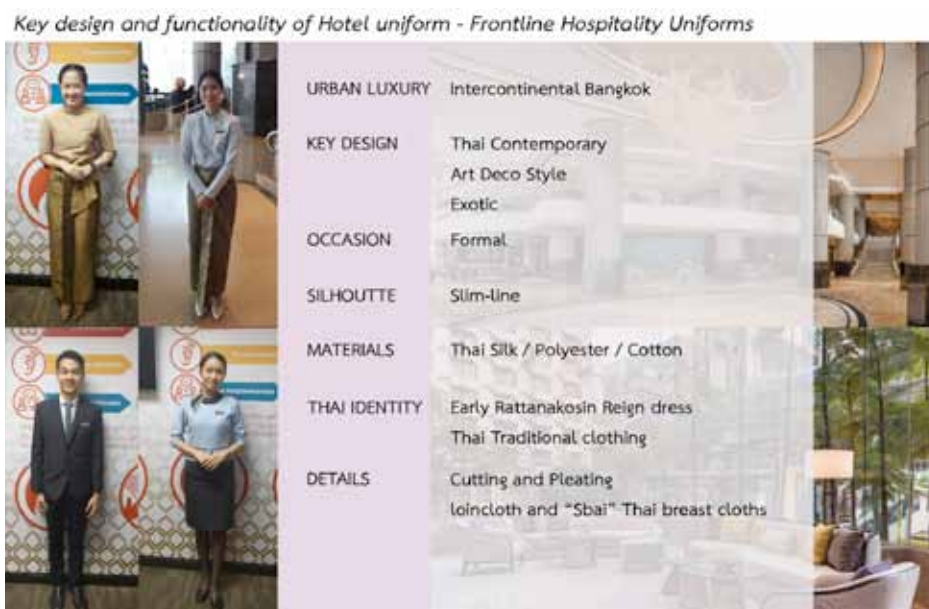 Key design and functionality of Hotel uniform - Frontline Hospitality Uniforms
URBAN LUXURY Intercontinental Bangkok
KEY DESIGN Thai Contemporary
Art Deco Style
Exotic
OCCASION Formal
SILHOUTTE Slim-line
MATERIALS Thai Silk / Polyester / Cotton
THAI IDENTITY Early Rattanakosin Reign dress
Thai Traditional clothing
DETAILS Cutting and Pleating
loincloth and “Sbai” Thai breast cloths